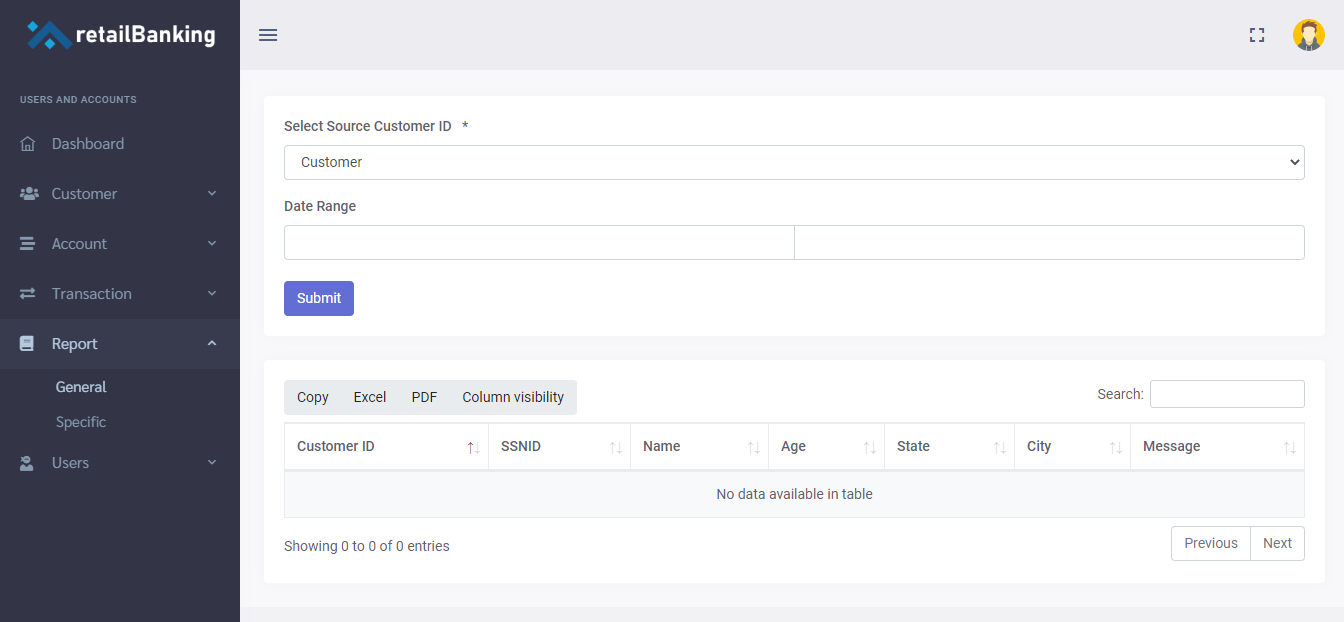 retailBanking
USERS AND ACCOUNTS
Dashboard
Customer
Account
Transaction
Report
General
Specific
Users
Select Source Customer ID *
Customer
Date Range
Submit
Copy Excel PDF Column visibility
Search:
Customer ID SSNID Name Age State City Message
No data available in table
Showing 0 to 0 of 0 entries
Previous Next